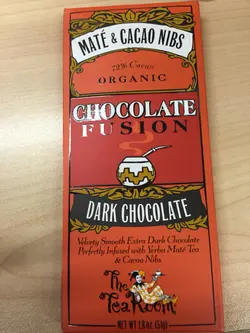 MATÉ & CACAO NIBS
72% Cacao
ORGANIC
CHOCOLATE
FUSION
DARK CHOCOLATE
Velvety Smooth Extra Dark Chocolate
Perfectly Infused with Yerba Maté Tea
& Cacao Nibs
The
Tea Room
NET WT 1.8 oz. (51g)